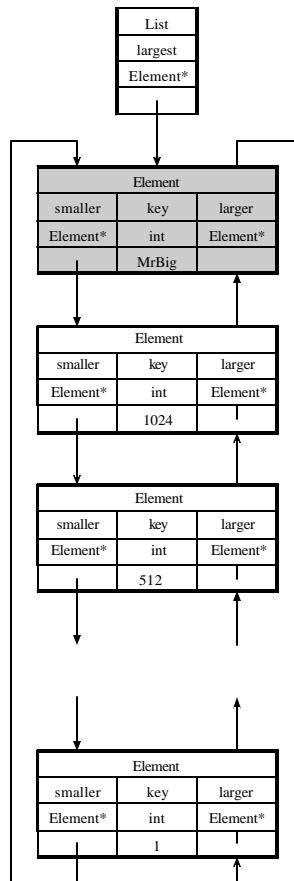 List
largest
Element*
Element
smaller key larger
Element* int Element*
MrBig
Element
smaller key larger
Element* int Element*
1024
Element
smaller key larger
Element* int Element*
512
Element
smaller key larger
Element* int Element*
1